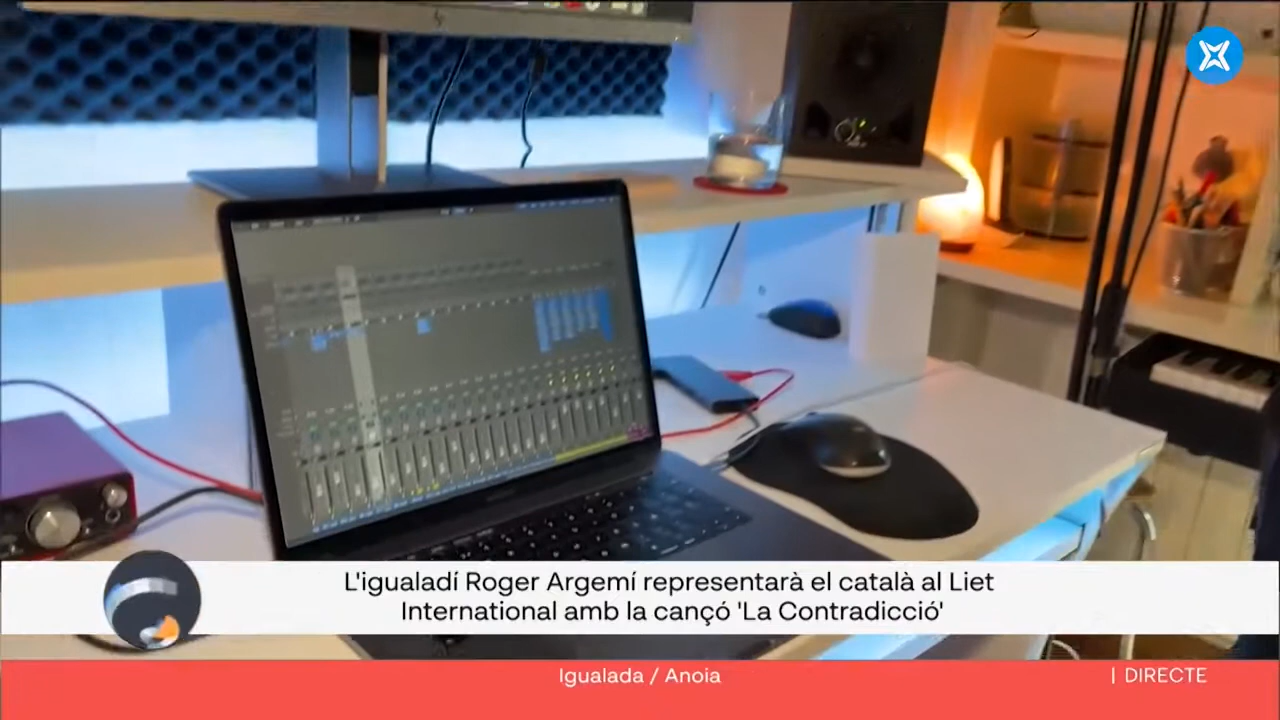 L'igualadí Roger Argemí representarà el català al Liet
International amb la cançó 'La Contradicció'
Igualada / Anoia
| DIRECTE